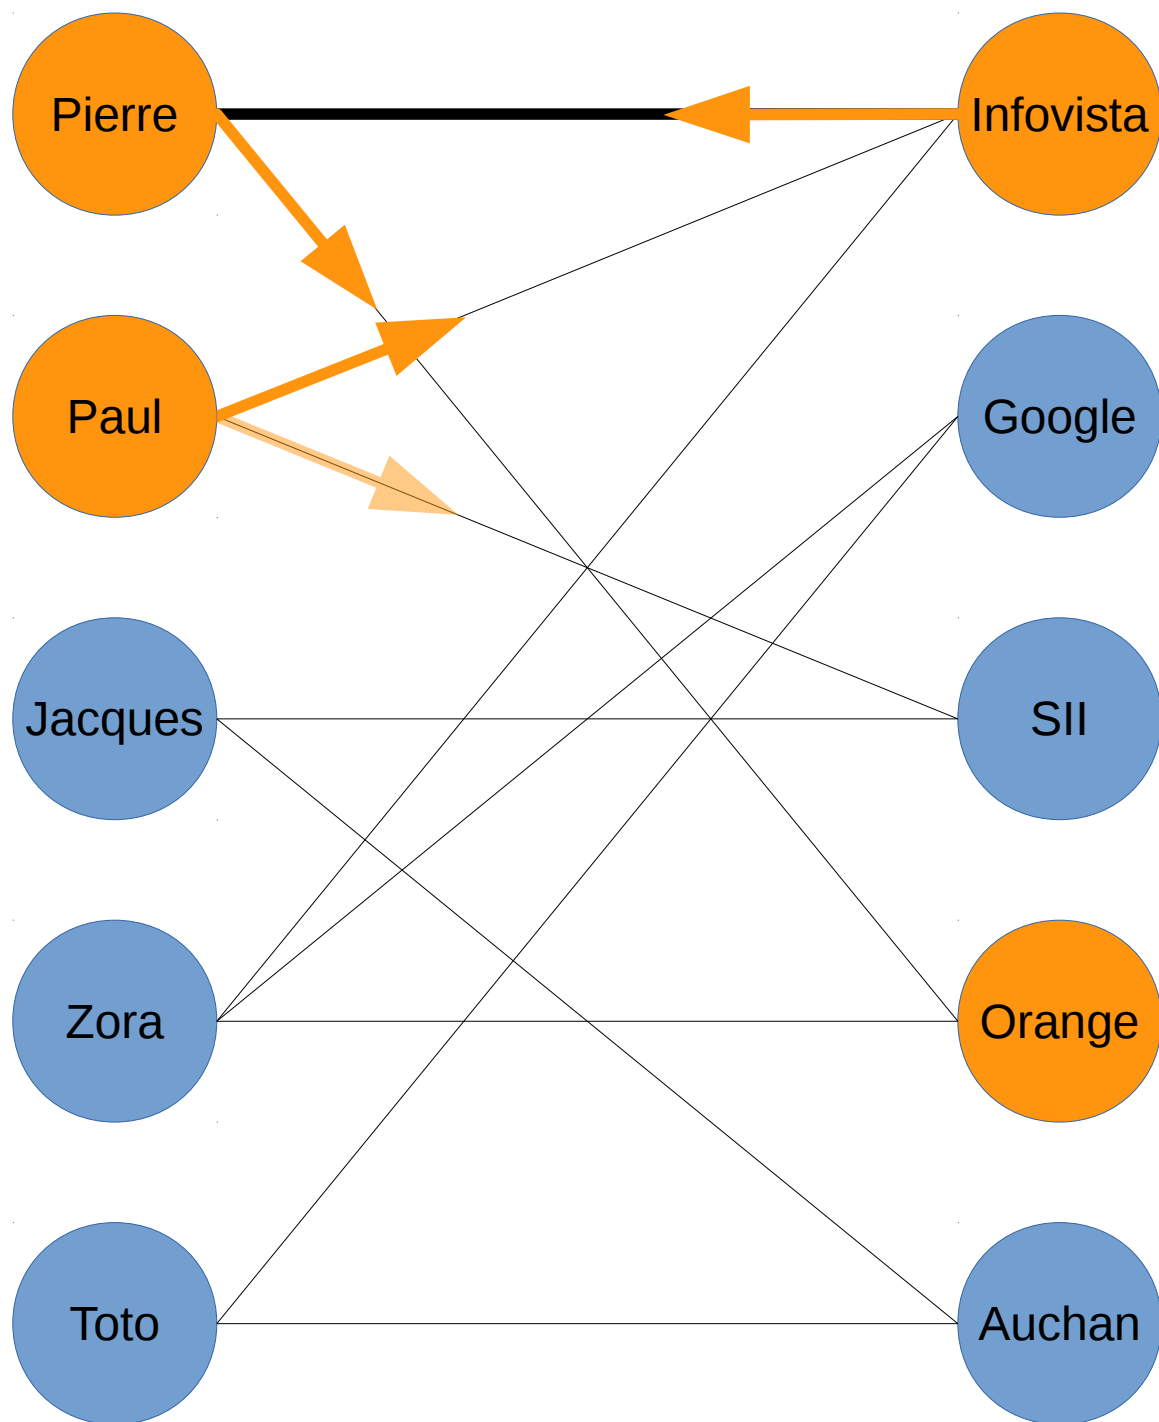 Pierre
Infovista
Paul
Google
Jacques
SII
Zora
Orange
Toto
Auchan